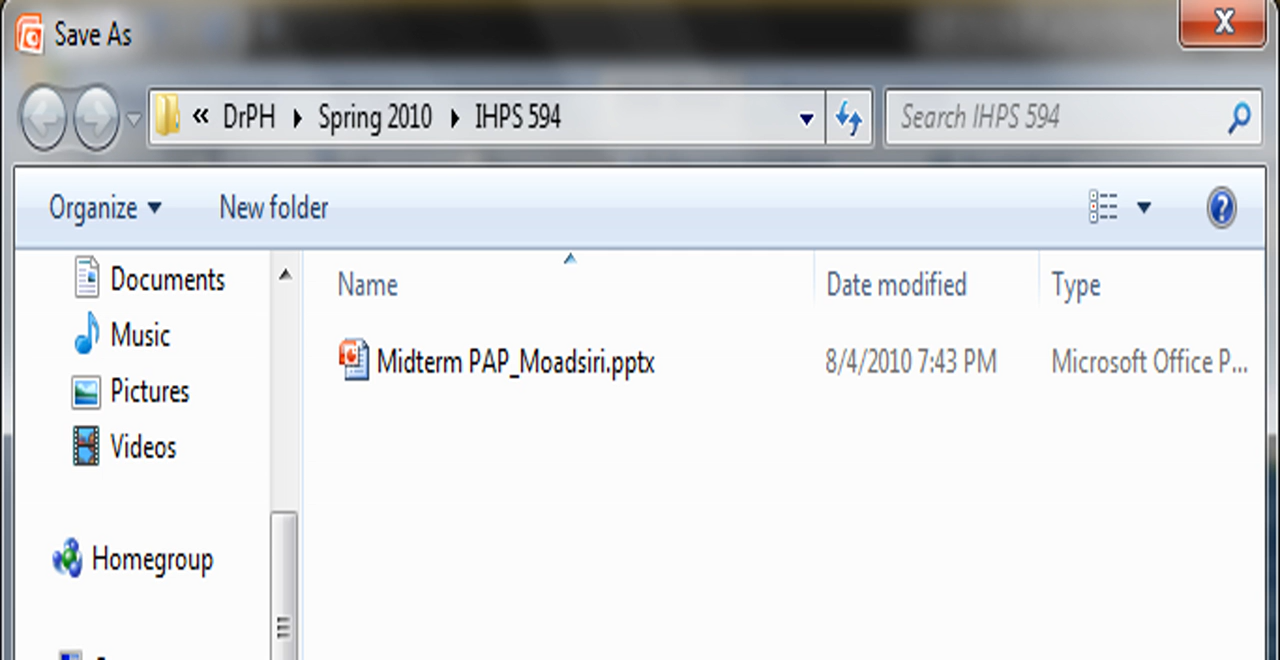 Save As
« DrPH Spring 2010 IHPS 594 Search IHPS 594
Organize New folder
Name Date modified Type
Documents
Music
Pictures
Videos
Homegroup
Midterm PAP_Moadsiri.pptx 8/4/2010 7:43 PM Microsoft Office P...